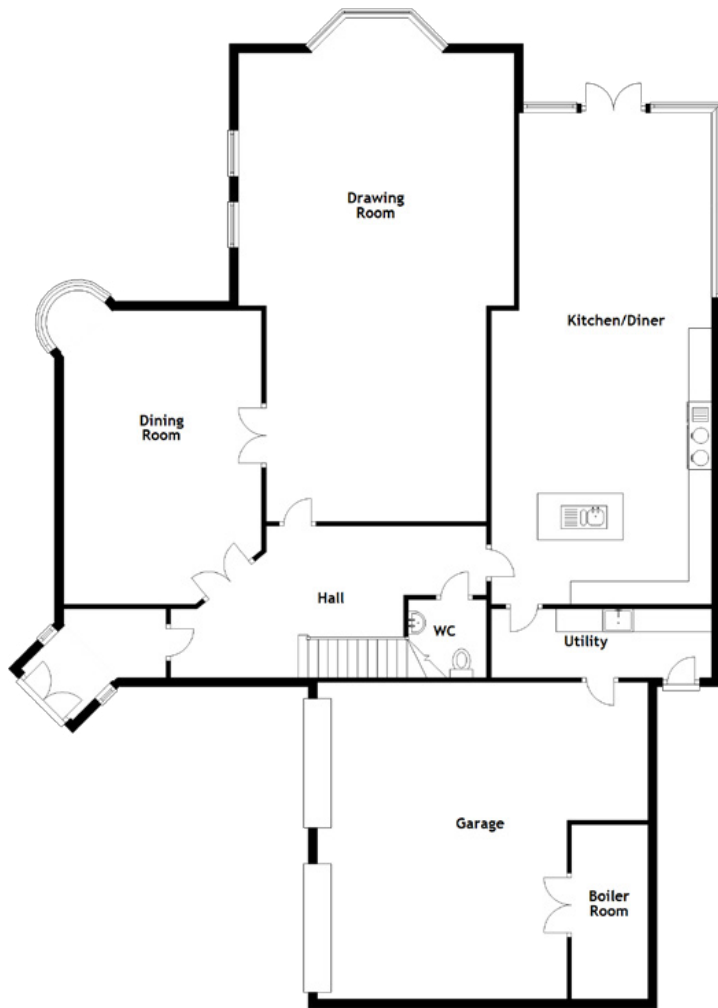 Drawing
Room
Kitchen/Diner
Dining
Room
Hall
WC
Utility
Garage
Boiler
Room